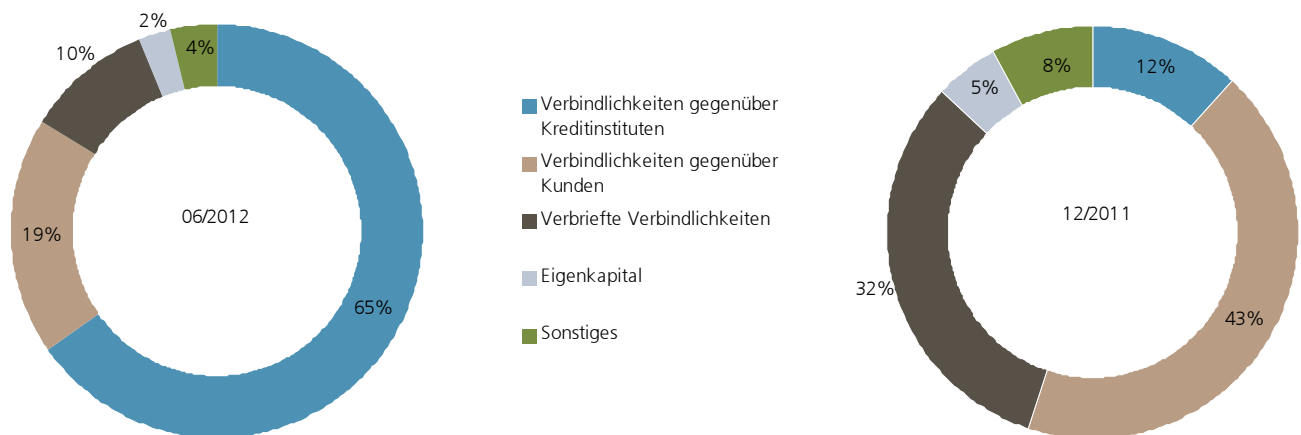 2%
4%
10%
19%
65%
06/2012
Verbindlichkeiten gegenüber
Kreditinstituten
Verbindlichkeiten gegenüber
Kunden
Verbriefte Verbindlichkeiten
Eigenkapital
Sonstiges
8%
12%
5%
32%
43%
12/2011